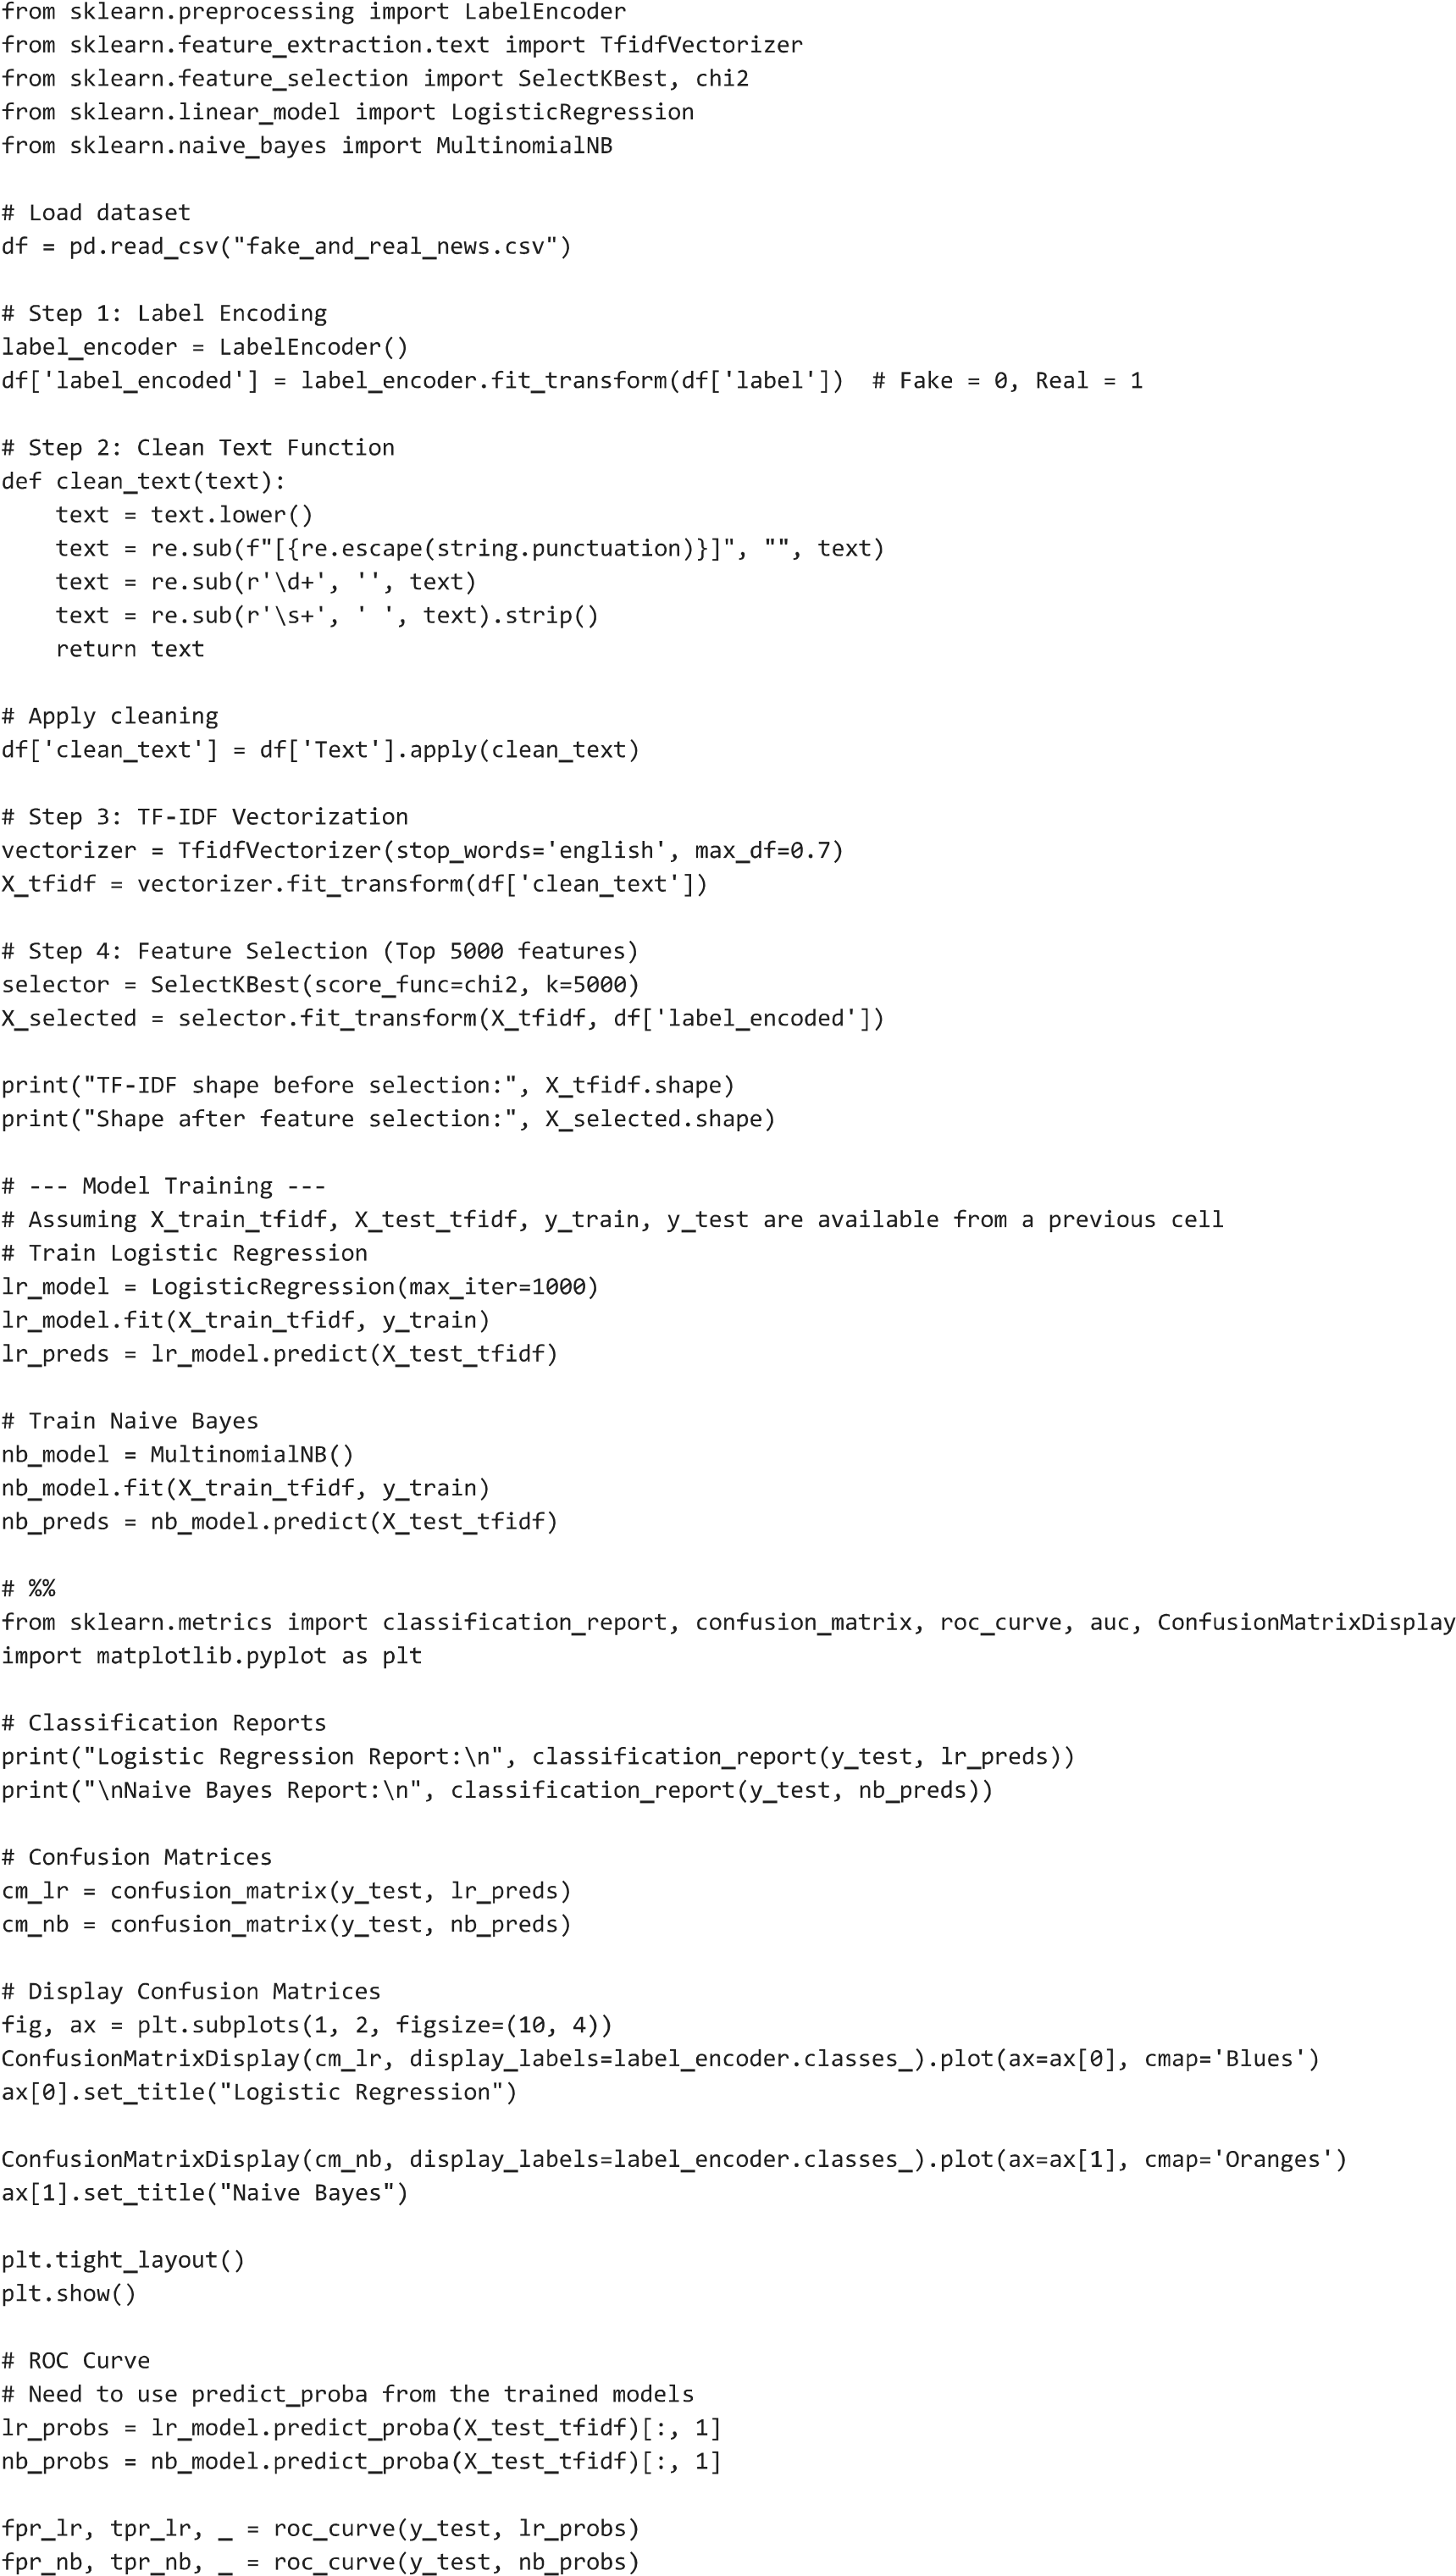 from sklearn.preprocessing import LabelEncoder
from sklearn.feature_extraction.text import TfidfVectorizer
from sklearn.feature_selection import SelectKBest, chi2
from sklearn.linear_model import LogisticRegression
from sklearn.naive_bayes import MultinomialNB

# Load dataset
df = pd.read_csv("fake_and_real_news.csv")

# Step 1: Label Encoding
label_encoder = LabelEncoder()
df['label_encoded'] = label_encoder.fit_transform(df['label'])  # Fake = 0, Real = 1

# Step 2: Clean Text Function
def clean_text(text):
    text = text.lower()
    text = re.sub(f"[{re.escape(string.punctuation)}]", "", text)
    text = re.sub(r'\d+', '', text)
    text = re.sub(r'\s+', ' ', text).strip()
    return text

# Apply cleaning
df['clean_text'] = df['Text'].apply(clean_text)

# Step 3: TF-IDF Vectorization
vectorizer = TfidfVectorizer(stop_words='english', max_df=0.7)
X_tfidf = vectorizer.fit_transform(df['clean_text'])

# Step 4: Feature Selection (Top 5000 features)
selector = SelectKBest(score_func=chi2, k=5000)
X_selected = selector.fit_transform(X_tfidf, df['label_encoded'])

print("TF-IDF shape before selection:", X_tfidf.shape)
print("Shape after feature selection:", X_selected.shape)

# --- Model Training ---
# Assuming X_train_tfidf, X_test_tfidf, y_train, y_test are available from a previous cell
# Train Logistic Regression
lr_model = LogisticRegression(max_iter=1000)
lr_model.fit(X_train_tfidf, y_train)
lr_preds = lr_model.predict(X_test_tfidf)

# Train Naive Bayes
nb_model = MultinomialNB()
nb_model.fit(X_train_tfidf, y_train)
nb_preds = nb_model.predict(X_test_tfidf)

# %%
from sklearn.metrics import classification_report, confusion_matrix, roc_curve, auc, ConfusionMatrixDisplay
import matplotlib.pyplot as plt

# Classification Reports
print("Logistic Regression Report:\n", classification_report(y_test, lr_preds))
print("\nNaive Bayes Report:\n", classification_report(y_test, nb_preds))

# Confusion Matrices
cm_lr = confusion_matrix(y_test, lr_preds)
cm_nb = confusion_matrix(y_test, nb_preds)

# Display Confusion Matrices
fig, ax = plt.subplots(1, 2, figsize=(10, 4))
ConfusionMatrixDisplay(cm_lr, display_labels=label_encoder.classes_).plot(ax=ax[0], cmap='Blues')
ax[0].set_title("Logistic Regression")

ConfusionMatrixDisplay(cm_nb, display_labels=label_encoder.classes_).plot(ax=ax[1], cmap='Oranges')
ax[1].set_title("Naive Bayes")

plt.tight_layout()
plt.show()

# ROC Curve
# Need to use predict_proba from the trained models
lr_probs = lr_model.predict_proba(X_test_tfidf)[:, 1]
nb_probs = nb_model.predict_proba(X_test_tfidf)[:, 1]

fpr_lr, tpr_lr, _ = roc_curve(y_test, lr_probs)
fpr_nb, tpr_nb, _ = roc_curve(y_test, nb_probs)